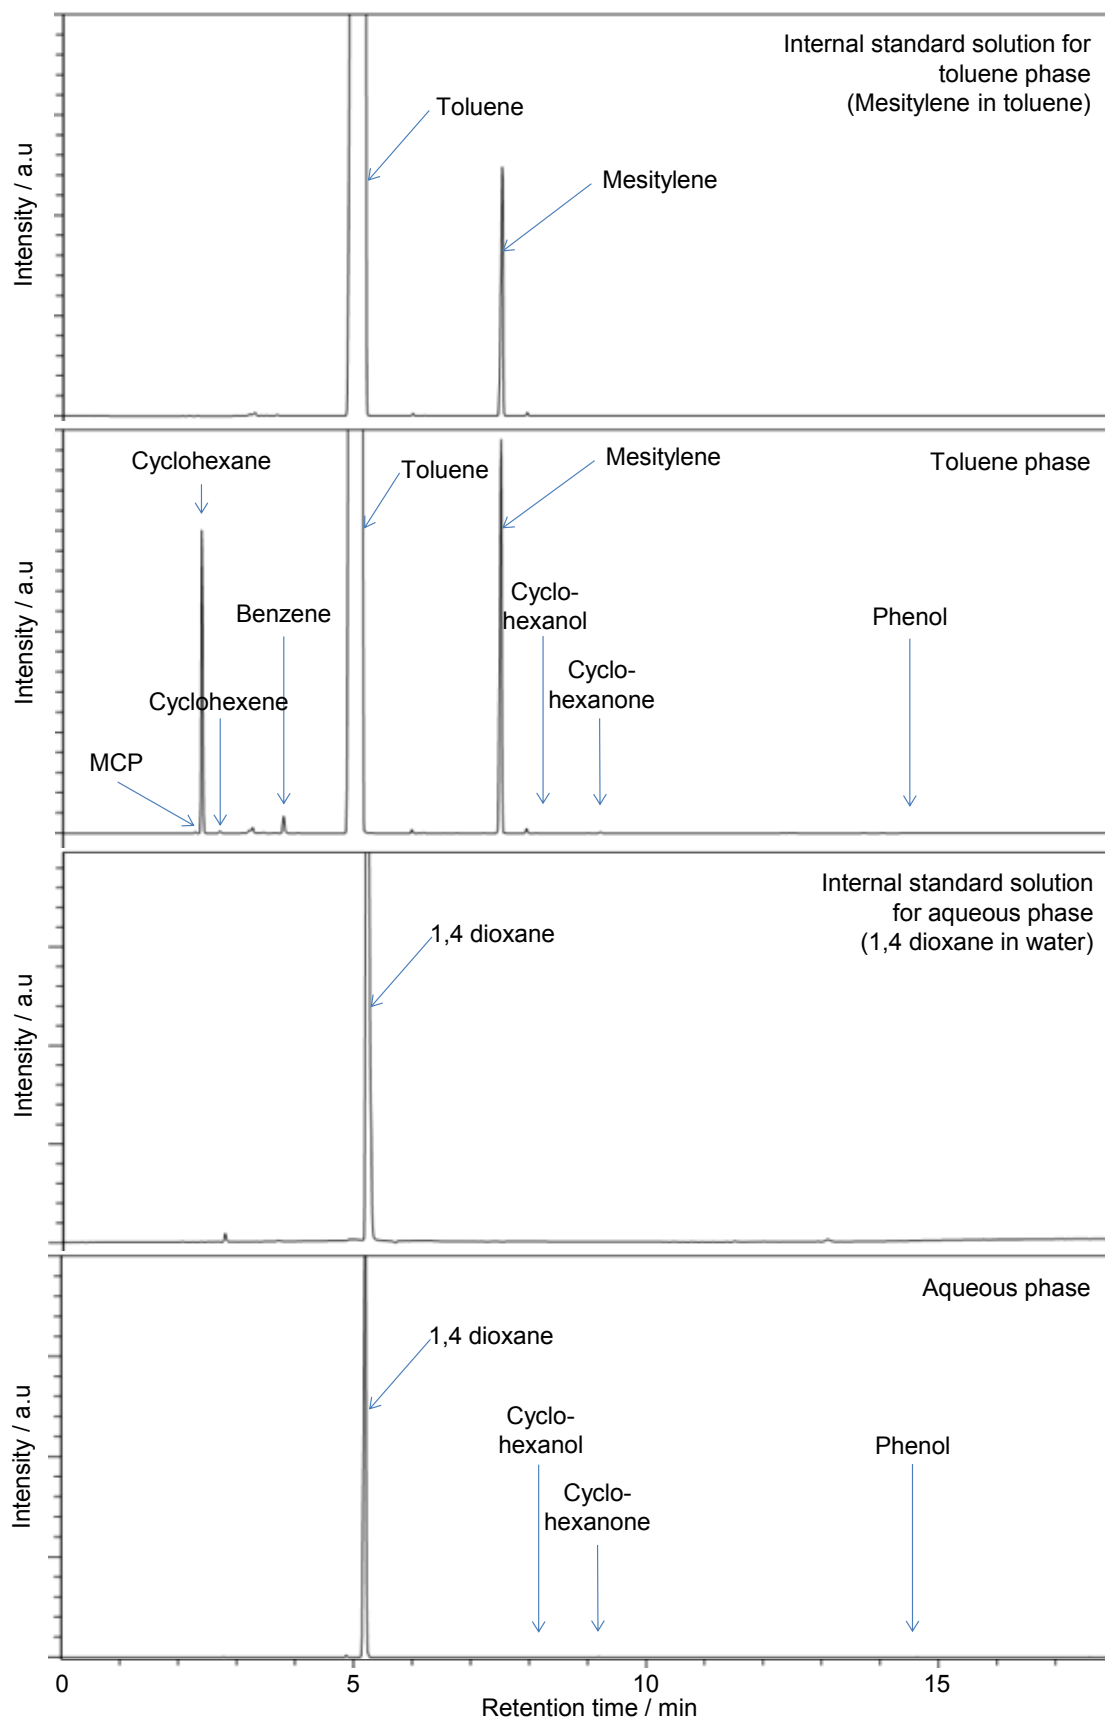 Internal standard solution for
toluene phase
(Mesitylene in toluene)
Toluene
Mesitylene
Intensity / a.u
Toluene phase
Cyclohexane
Toluene
Mesitylene
Benzene
Cyclo-
hexanol
Phenol
Cyclo-
hexanone
Cyclohexene
MCP
Intensity / a.u
Internal standard solution
for aqueous phase
(1,4 dioxane in water)
1,4 dioxane
Intensity / a.u
Aqueous phase
1,4 dioxane
Cyclo-
hexanol
Phenol
Cyclo-
hexanone
Intensity / a.u
0 5 10 15
Retention time / min